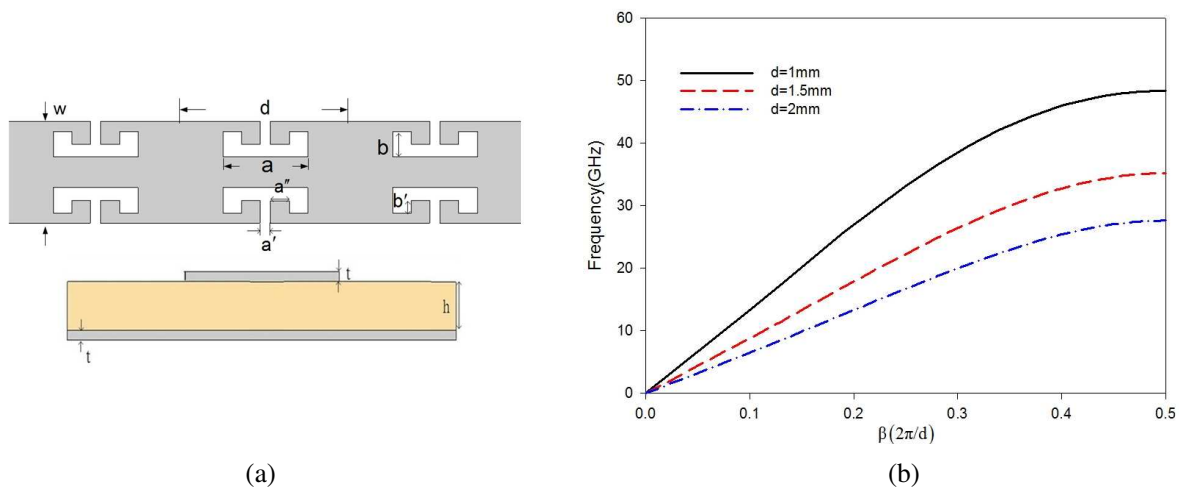 w
d
b
a
a″
b′
a′
t
h
t
(a)
60
50
40
30
20
10
0
Frequency(GHz)
d=1mm
d=1.5mm
d=2mm
0.0 0.1 0.2 0.3 0.4 0.5
β(2π/d)
(b)